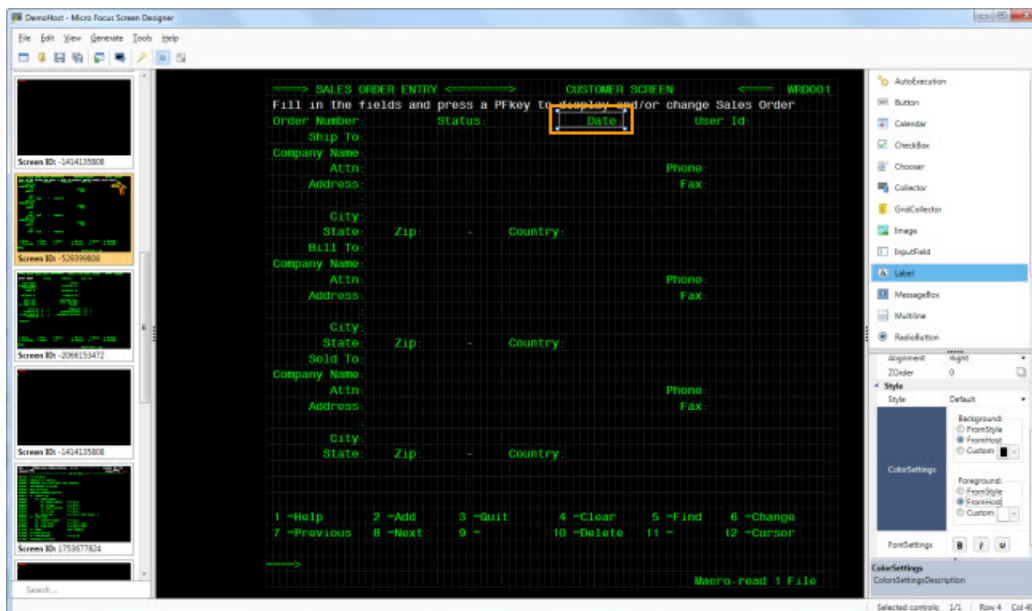 DemoHost - Micro Focus Screen Designer
File Edit View Generate Tools Help
Screen ID: -1414135808
Screen ID: -529399808
Screen ID: -2066153472
Screen ID: -1414135808
Screen ID: 1753677824
Search ...
====> SALES ORDER ENTRY <========> CUSTOMER SCREEN <==== WRD001
Fill in the fields and press a PFkey to display and/or change Sales Order
Order Number: Status: Date: User Id:
Ship To:
Company Name:
Attn: Phone:
Address: Fax:
:
City:
State: Zip: - Country:
Bill To:
Company Name:
Attn: Phone:
Address: Fax:
:
City:
State: Zip: - Country:
Sold To:
Company Name:
Attn: Phone:
Address: Fax:
:
City:
State: Zip: - Country:
1 =Help 2 =Add 3 =Quit 4 =Clear 5 =Find 6 =Change
7 =Previous 8 =Next 9 = 10 =Delete 11 = 12 =Cursor
====>
Macro-read 1 File
AutoExecution
Button
Calendar
CheckBox
Chooser
Collector
GridCollector
Image
InputField
Label
MessageBox
Multiline
RadioButton
Alignment Right
ZOrder 0
Style
Style Default
ColorSettings
Background:
FromStyle
FromHost
Custom
Foreground:
FromStyle
FromHost
Custom
FontSettings B I U
ColorSettings
ColorsSettingsDescription
Selected controls: 1/1 Row 4 Col 40